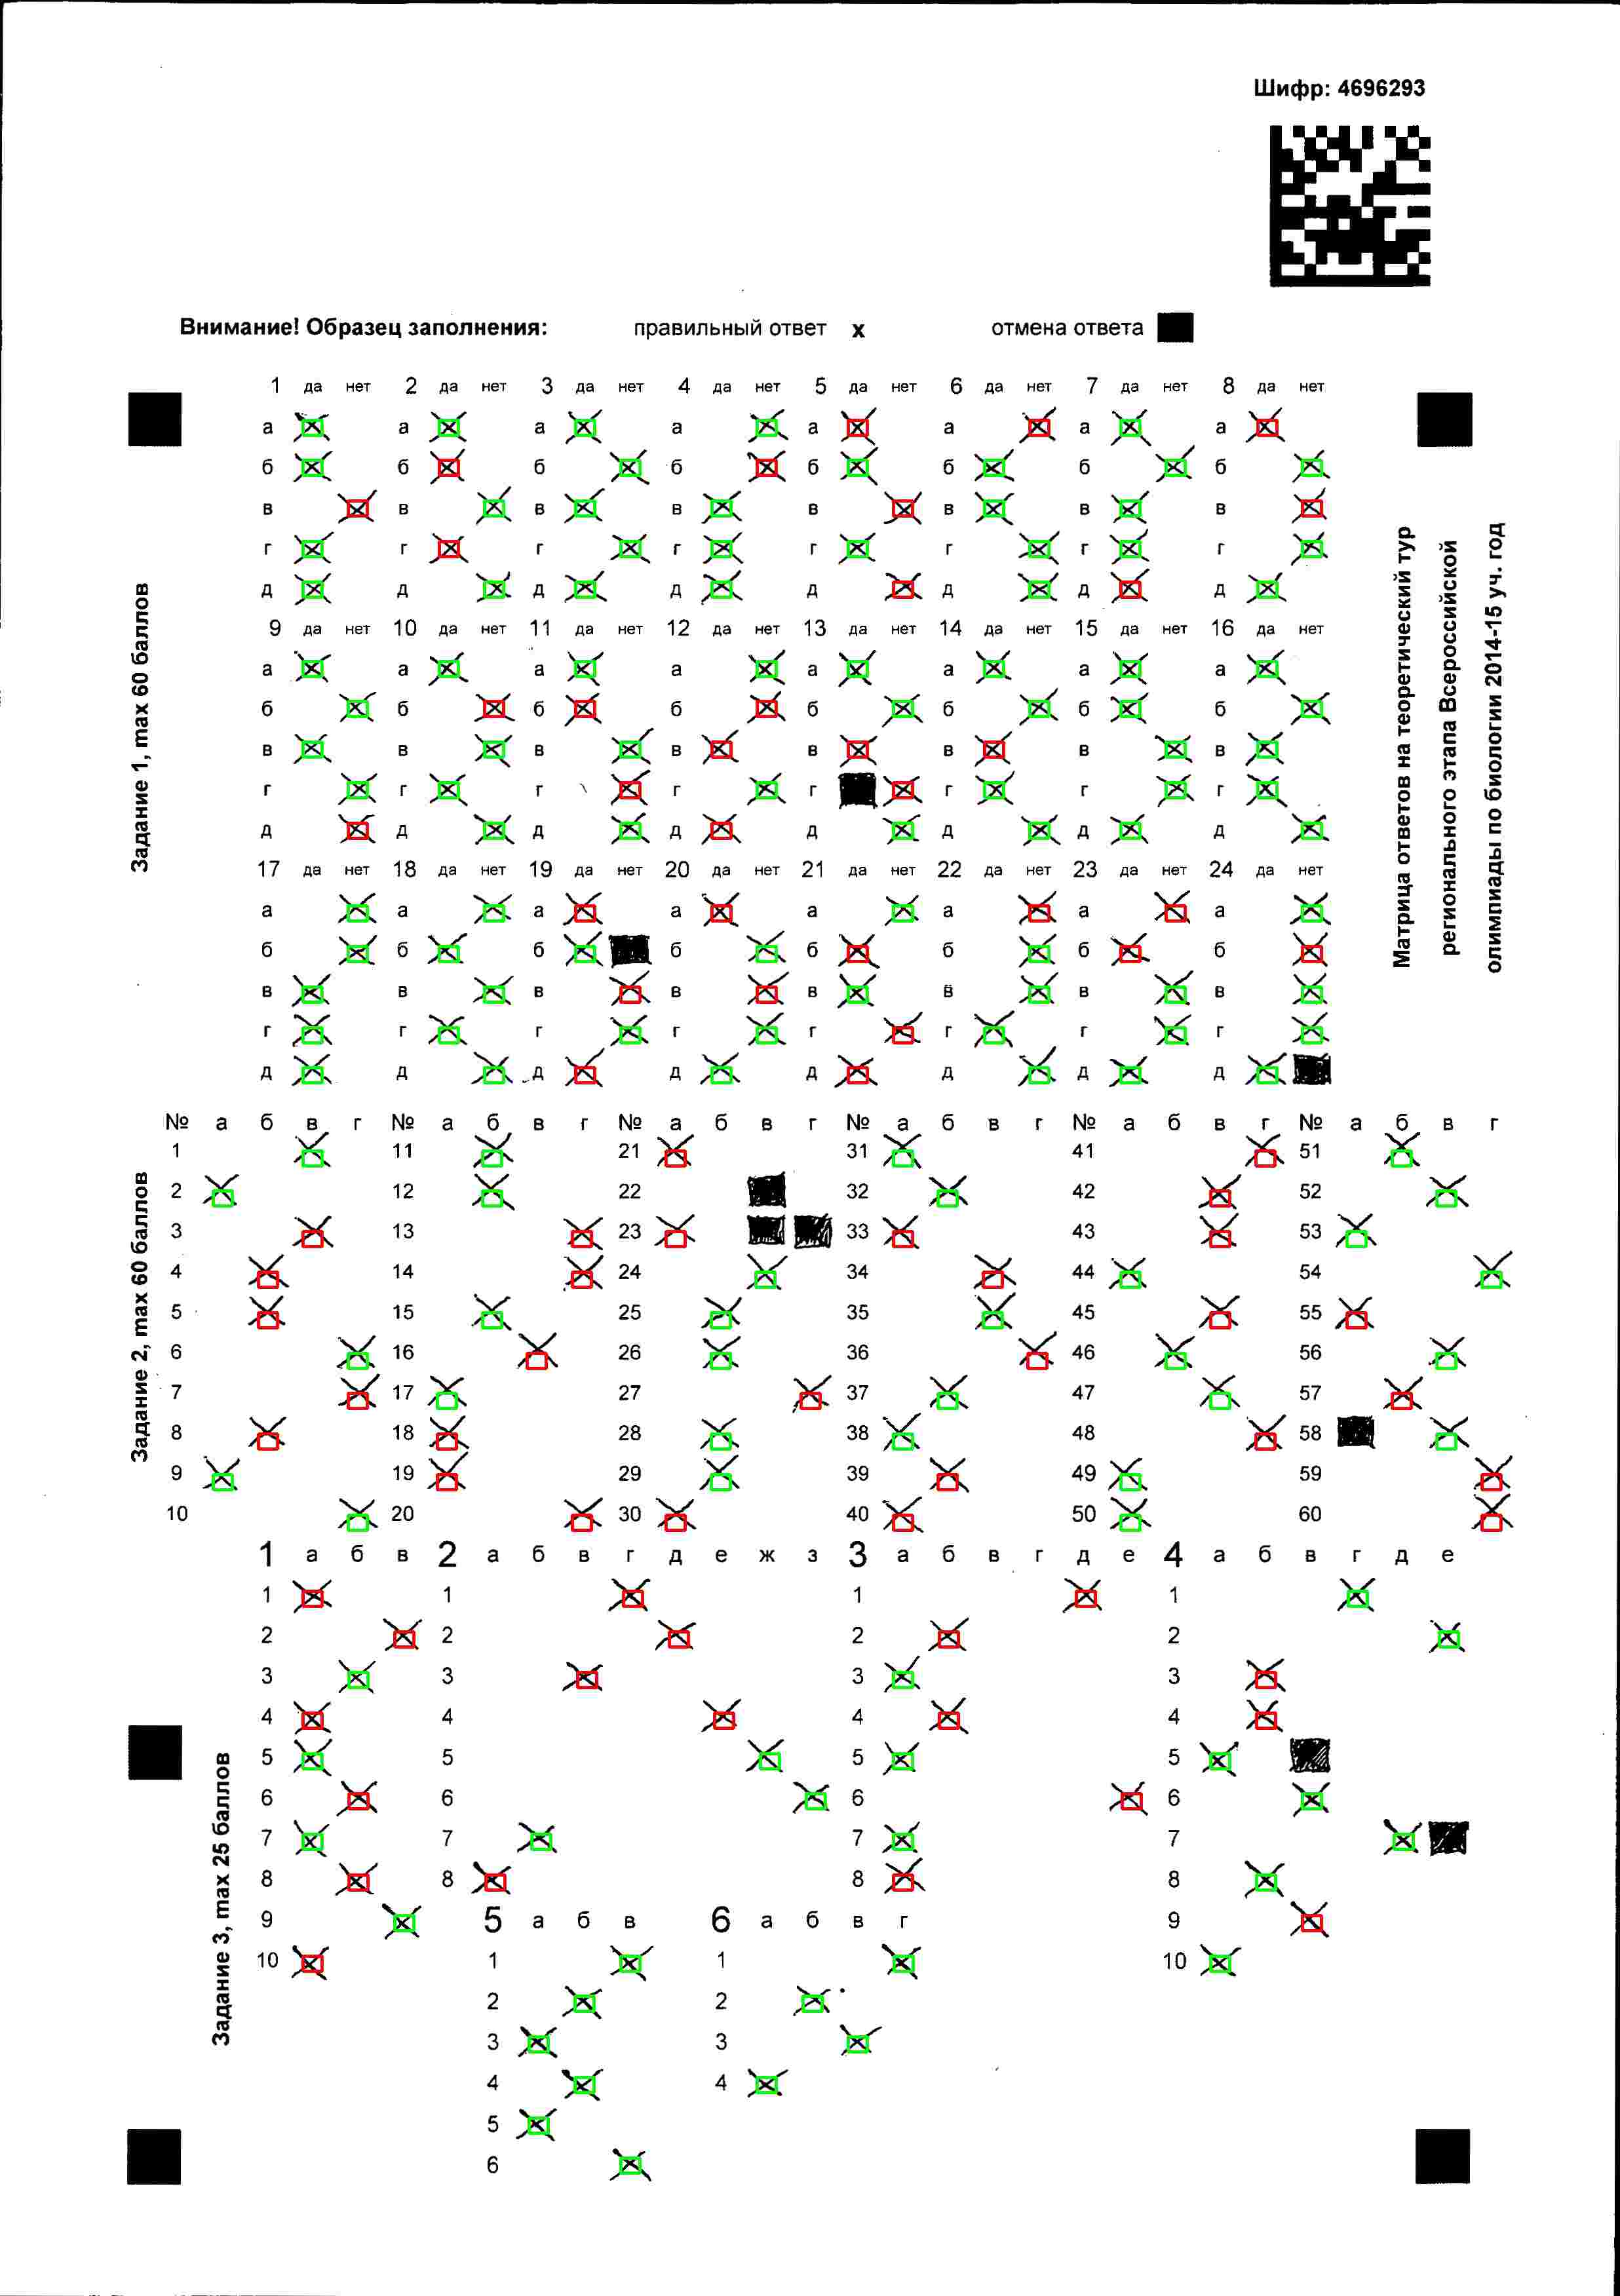 Шифр: 4696293
Внимание! Образец заполнения: правильный ответ x отмена ответа
1 да нет 2 да нет 3 да нет 4 да нет 5 да нет 6 да нет 7 да нет 8 да нет
а а а а а а а а
б б б б б б б б
в в в в в в в в
г г г г г г г г
д д д д д д д д
9 да нет 10 да нет 11 да нет 12 да нет 13 да нет 14 да нет 15 да нет 16 да нет
а а а а а а а а
б б б б б б б б
в в в в в в в в
г г г г г г г г
д д д д д д д д
17 да нет 18 да нет 19 да нет 20 да нет 21 да нет 22 да нет 23 да нет 24 да нет
а а а а а а а а
б б б б б б б б
в в в в в в в в
г г г г г г г г
д д д д д д д д
Задание 1, max 60 баллов
Матрица ответов на теоретический тур
регионального этапа Всероссийской
олимпиады по биологии 2014-15 уч. год
№ а б в г № а б в г № а б в г № а б в г № а б в г № а б в г
1 11 21 31 41 51
2 12 22 32 42 52
3 13 23 33 43 53
4 14 24 34 44 54
5 15 25 35 45 55
6 16 26 36 46 56
7 17 27 37 47 57
8 18 28 38 48 58
9 19 29 39 49 59
10 20 30 40 50 60
Задание 2, max 60 баллов
1 а б в 2 а б в г д е ж з 3 а б в г д е 4 а б в г д е
1 1 1 1
2 2 2 2
3 3 3 3
4 4 4 4
5 5 5 5
6 6 6 6
7 7 7 7
8 8 8 8
9 5 а б в 6 а б в г 9
10 1 1 10
2 2
3 3
4 4
5
6
Задание 3, max 25 баллов